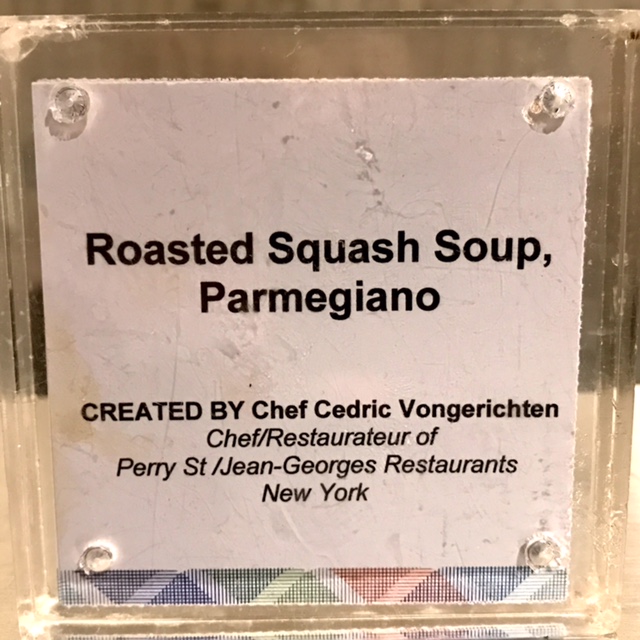 Roasted Squash Soup,
Parmegiano
CREATED BY Chef Cedric Vongerichten
Chef/Restaurateur of
Perry St /Jean-Georges Restaurants
New York